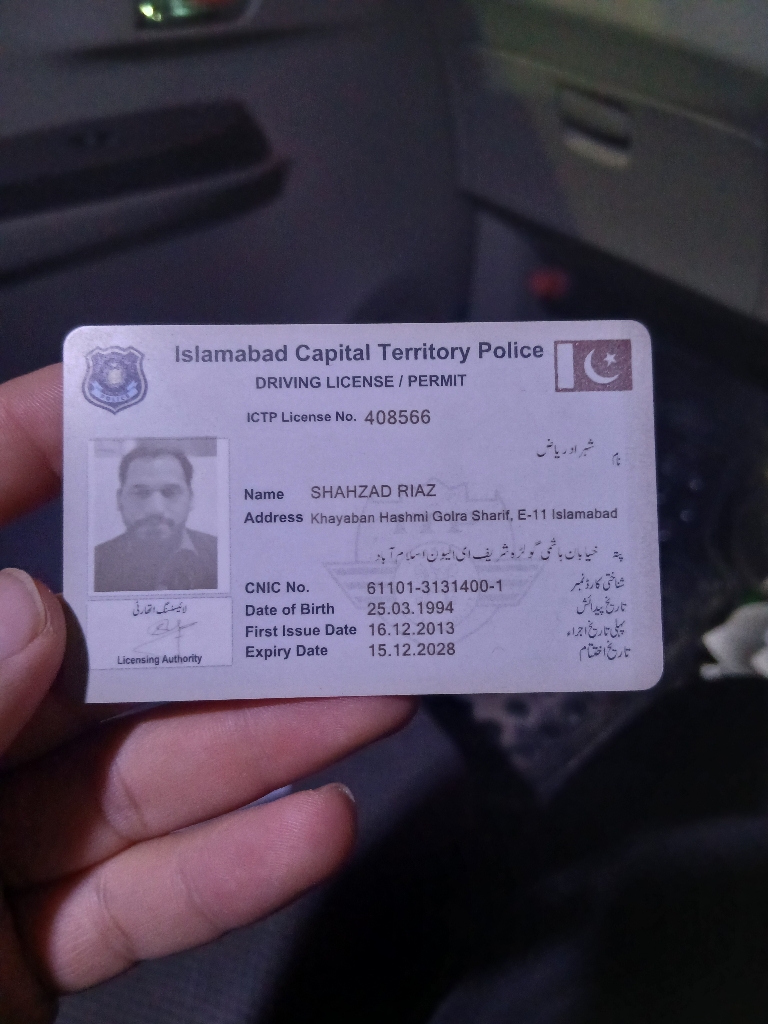 Islamabad Capital Territory Police
DRIVING LICENSE / PERMIT
ICTP License No. 408566
نام شہزاد ریاض
Name SHAHZAD RIAZ
Address Khayaban Hashmi Golra Sharif, E-11 Islamabad
پتہ خیابان ہاشمی گولڑہ شریف ای الیون اسلام آباد
CNIC No. 61101-3131400-1 شناختی کارڈ نمبر
Date of Birth 25.03.1994 تاریخ پیدائش
First Issue Date 16.12.2013 پہلی تاریخ اجراء
Expiry Date 15.12.2028 تاریخ اختتام
لائیسنسنگ اتھارٹی
Licensing Authority
POLICE